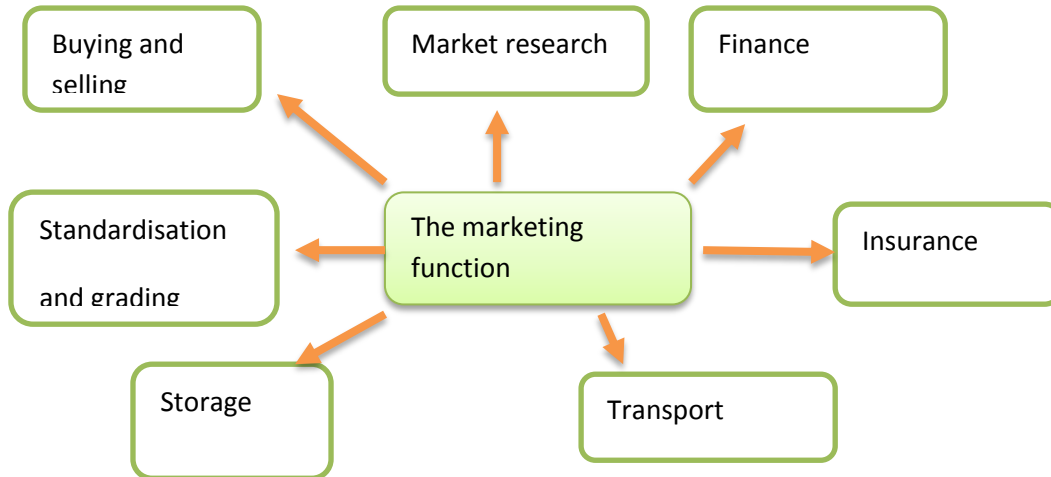 Buying and
selling
Market research
Finance
Standardisation
and grading
The marketing
function
Insurance
Storage
Transport